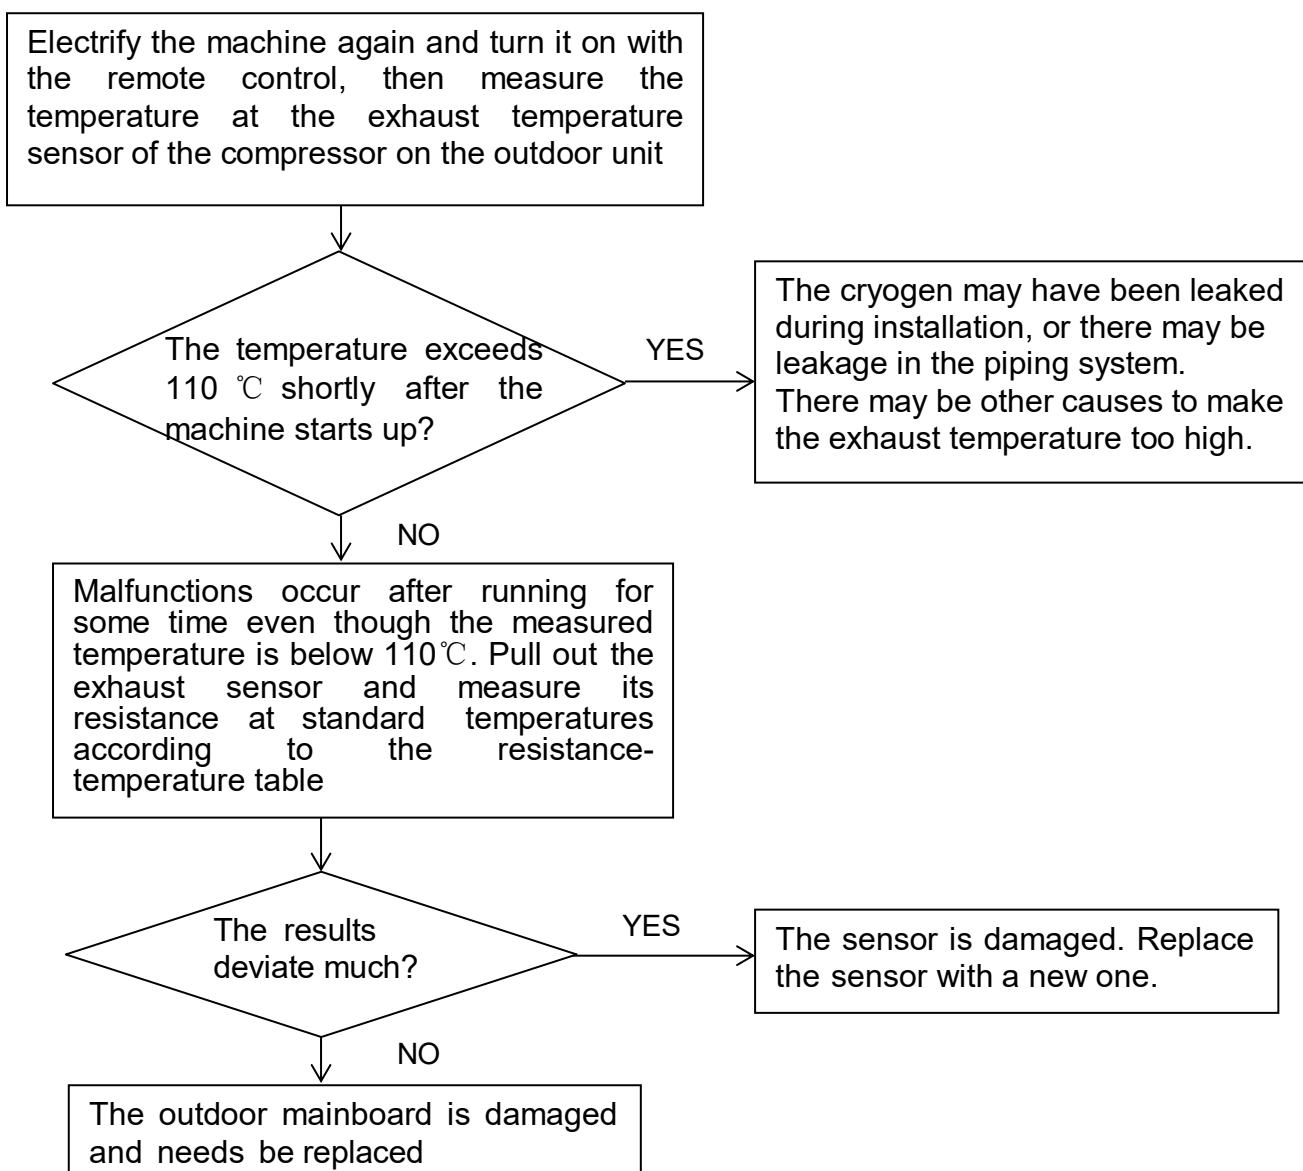 Electrify the machine again and turn it on with
the remote control, then measure the
temperature at the exhaust temperature
sensor of the compressor on the outdoor unit
The temperature exceeds
110 ℃ shortly after the
machine starts up?
YES
The cryogen may have been leaked
during installation, or there may be
leakage in the piping system.
There may be other causes to make
the exhaust temperature too high.
NO
Malfunctions occur after running for
some time even though the measured
temperature is below 110℃. Pull out the
exhaust sensor and measure its
resistance at standard temperatures
according to the resistance-
temperature table
The results
deviate much?
YES
The sensor is damaged. Replace
the sensor with a new one.
NO
The outdoor mainboard is damaged
and needs be replaced